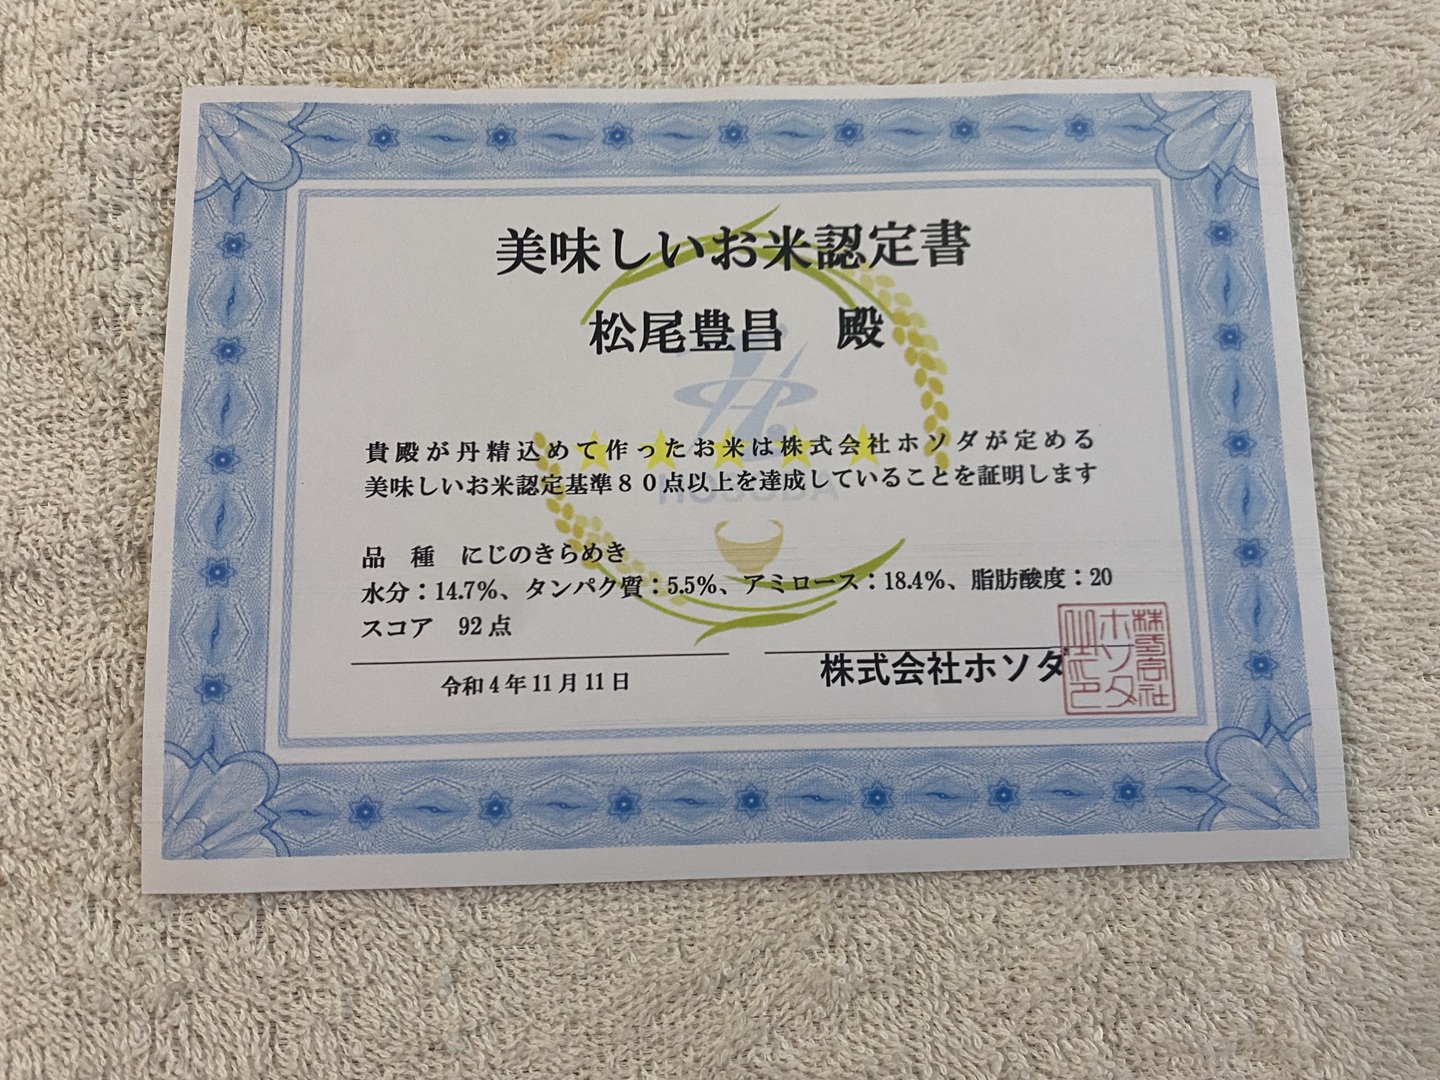 美味しいお米認定書
松尾豊昌　殿
貴殿が丹精込めて作ったお米は株式会社ホソダが定める
美味しいお米認定基準８０点以上を達成していることを証明します
品　種　にじのきらめき
水分：14.7%、タンパク質：5.5%、アミロース：18.4%、脂肪酸度：20
スコア　92点
令和4年11月11日
株式会社ホソダ
HOSODA